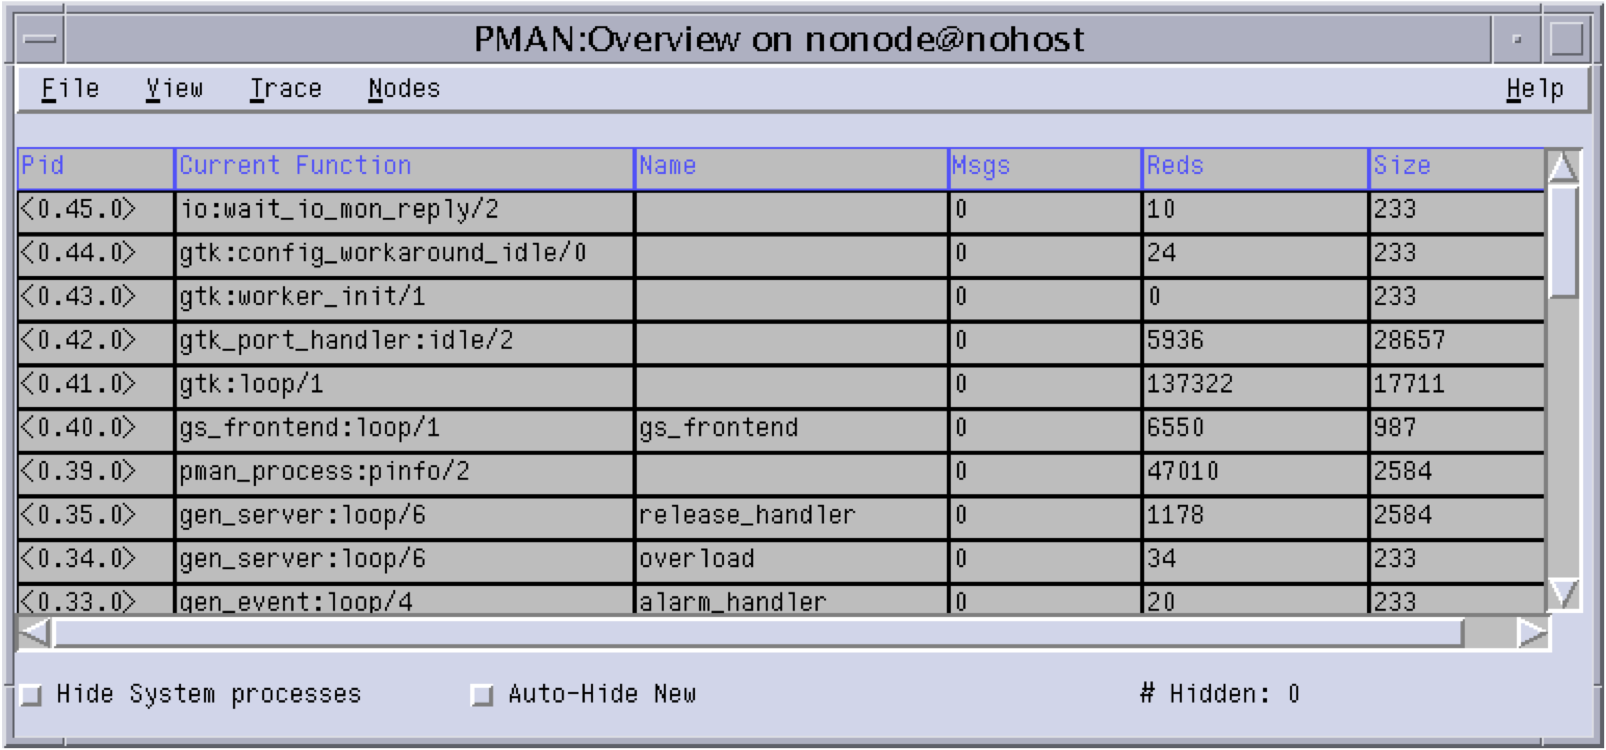 PMAN:Overview on nonode@nohost
File View Trace Nodes Help
Pid Current Function Name Msgs Reds Size
<0.45.0> io:wait_io_mon_reply/2 0 10 233
<0.44.0> gtk:config_workaround_idle/0 0 24 233
<0.43.0> gtk:worker_init/1 0 0 233
<0.42.0> gtk_port_handler:idle/2 0 5936 28657
<0.41.0> gtk:loop/1 0 137322 17711
<0.40.0> gs_frontend:loop/1 gs_frontend 0 6550 987
<0.39.0> pman_process:pinfo/2 0 47010 2584
<0.35.0> gen_server:loop/6 release_handler 0 1178 2584
<0.34.0> gen_server:loop/6 overload 0 34 233
<0.33.0> gen_event:loop/4 alarm_handler 0 20 233
Hide System processes Auto-Hide New # Hidden: 0